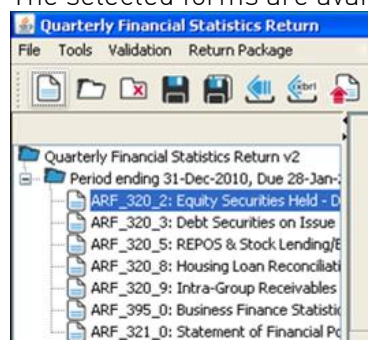 The selected forms are avai
Quarterly Financial Statistics Return
File Tools Validation Return Package
xbrl
Quarterly Financial Statistics Return v2
Period ending 31-Dec-2010, Due 28-Jan-
ARF_320_2: Equity Securities Held - D
ARF_320_3: Debt Securities on Issue
ARF_320_5: REPOS & Stock Lending/B
ARF_320_8: Housing Loan Reconciliati
ARF_320_9: Intra-Group Receivables
ARF_395_0: Business Finance Statistic
ARF_321_0: Statement of Financial Po